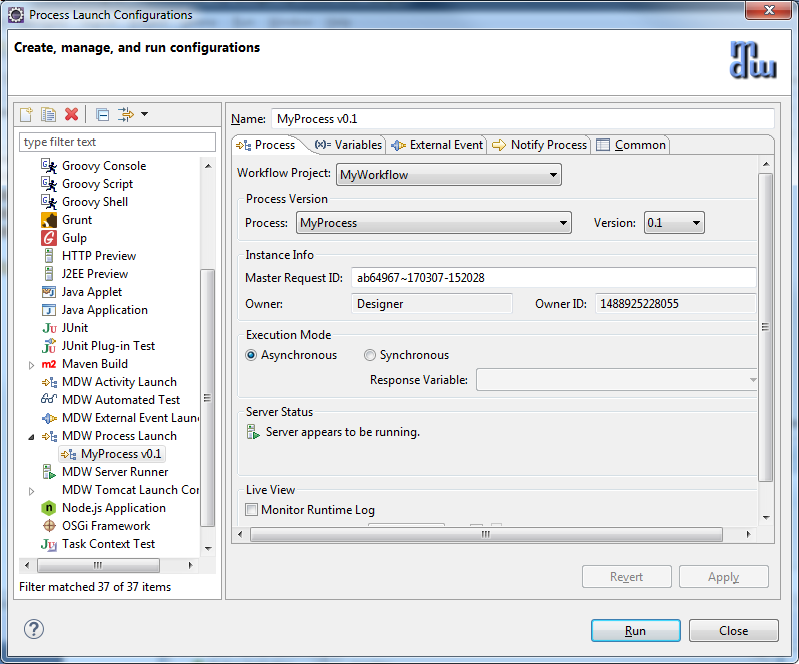 Process Launch Configurations
Create, manage, and run configurations
mdw
type filter text
Groovy Console
Groovy Script
Groovy Shell
Grunt
Gulp
HTTP Preview
J2EE Preview
Java Applet
Java Application
JUnit
JUnit Plug-in Test
Maven Build
MDW Activity Launch
MDW Automated Test
MDW External Event Laun
MDW Process Launch
MyProcess v0.1
MDW Server Runner
MDW Tomcat Launch Con
Node.js Application
OSGi Framework
Task Context Test
Filter matched 37 of 37 items
Name: MyProcess v0.1
Process (x)= Variables External Event Notify Process Common
Workflow Project: MyWorkflow
Process Version
Process: MyProcess Version: 0.1
Instance Info
Master Request ID: ab64967~170307-152028
Owner: Designer Owner ID: 1488925228055
Execution Mode
Asynchronous Synchronous
Response Variable:
Server Status
Server appears to be running.
Live View
Monitor Runtime Log
Revert Apply
Run Close